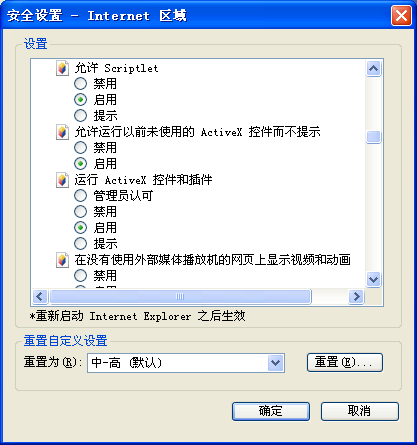 安全设置 - Internet 区域
设置
允许 Scriptlet
禁用
启用
提示
允许运行以前未使用的 ActiveX 控件而不提示
禁用
启用
运行 ActiveX 控件和插件
管理员认可
禁用
启用
提示
在没有使用外部媒体播放机的网页上显示视频和动画
禁用
*重新启动 Internet Explorer 之后生效
重置自定义设置
重置为(R): 中-高 (默认) 重置(E)...
确定 取消